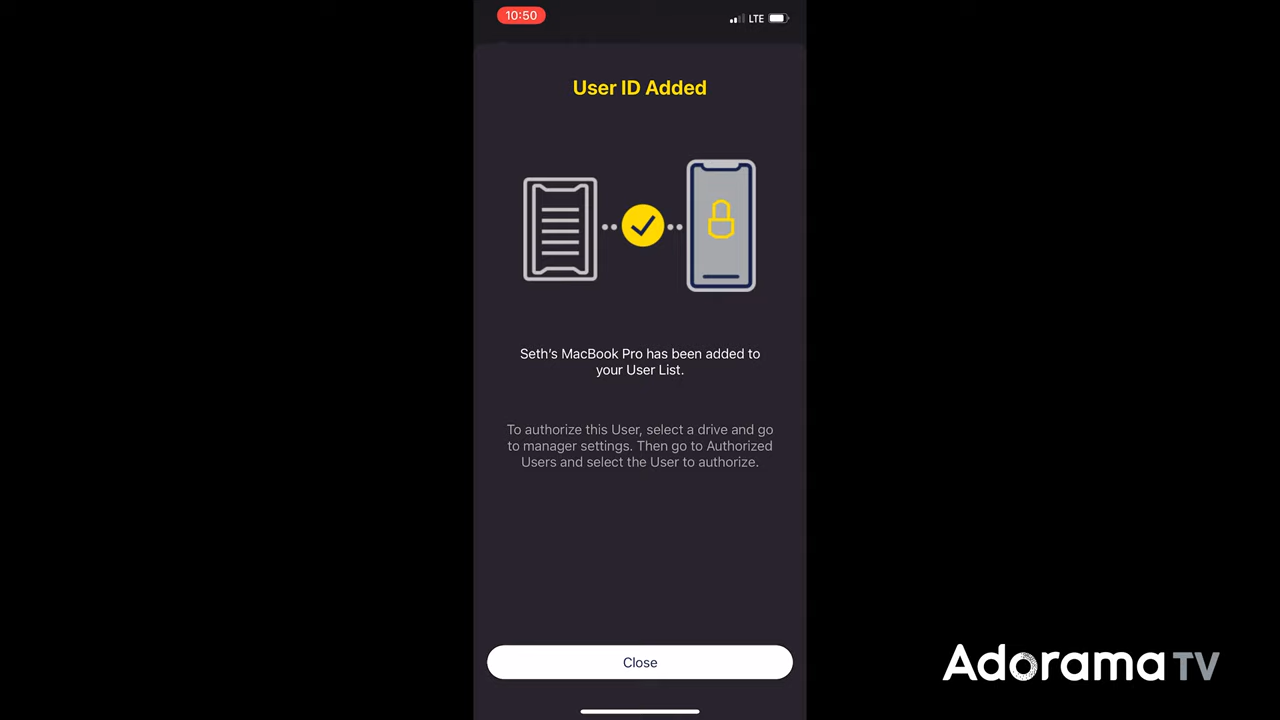 10:50
LTE
User ID Added
Seth's MacBook Pro has been added to
your User List.
To authorize this User, select a drive and go
to manager settings. Then go to Authorized
Users and select the User to authorize.
Close
Adorama TV